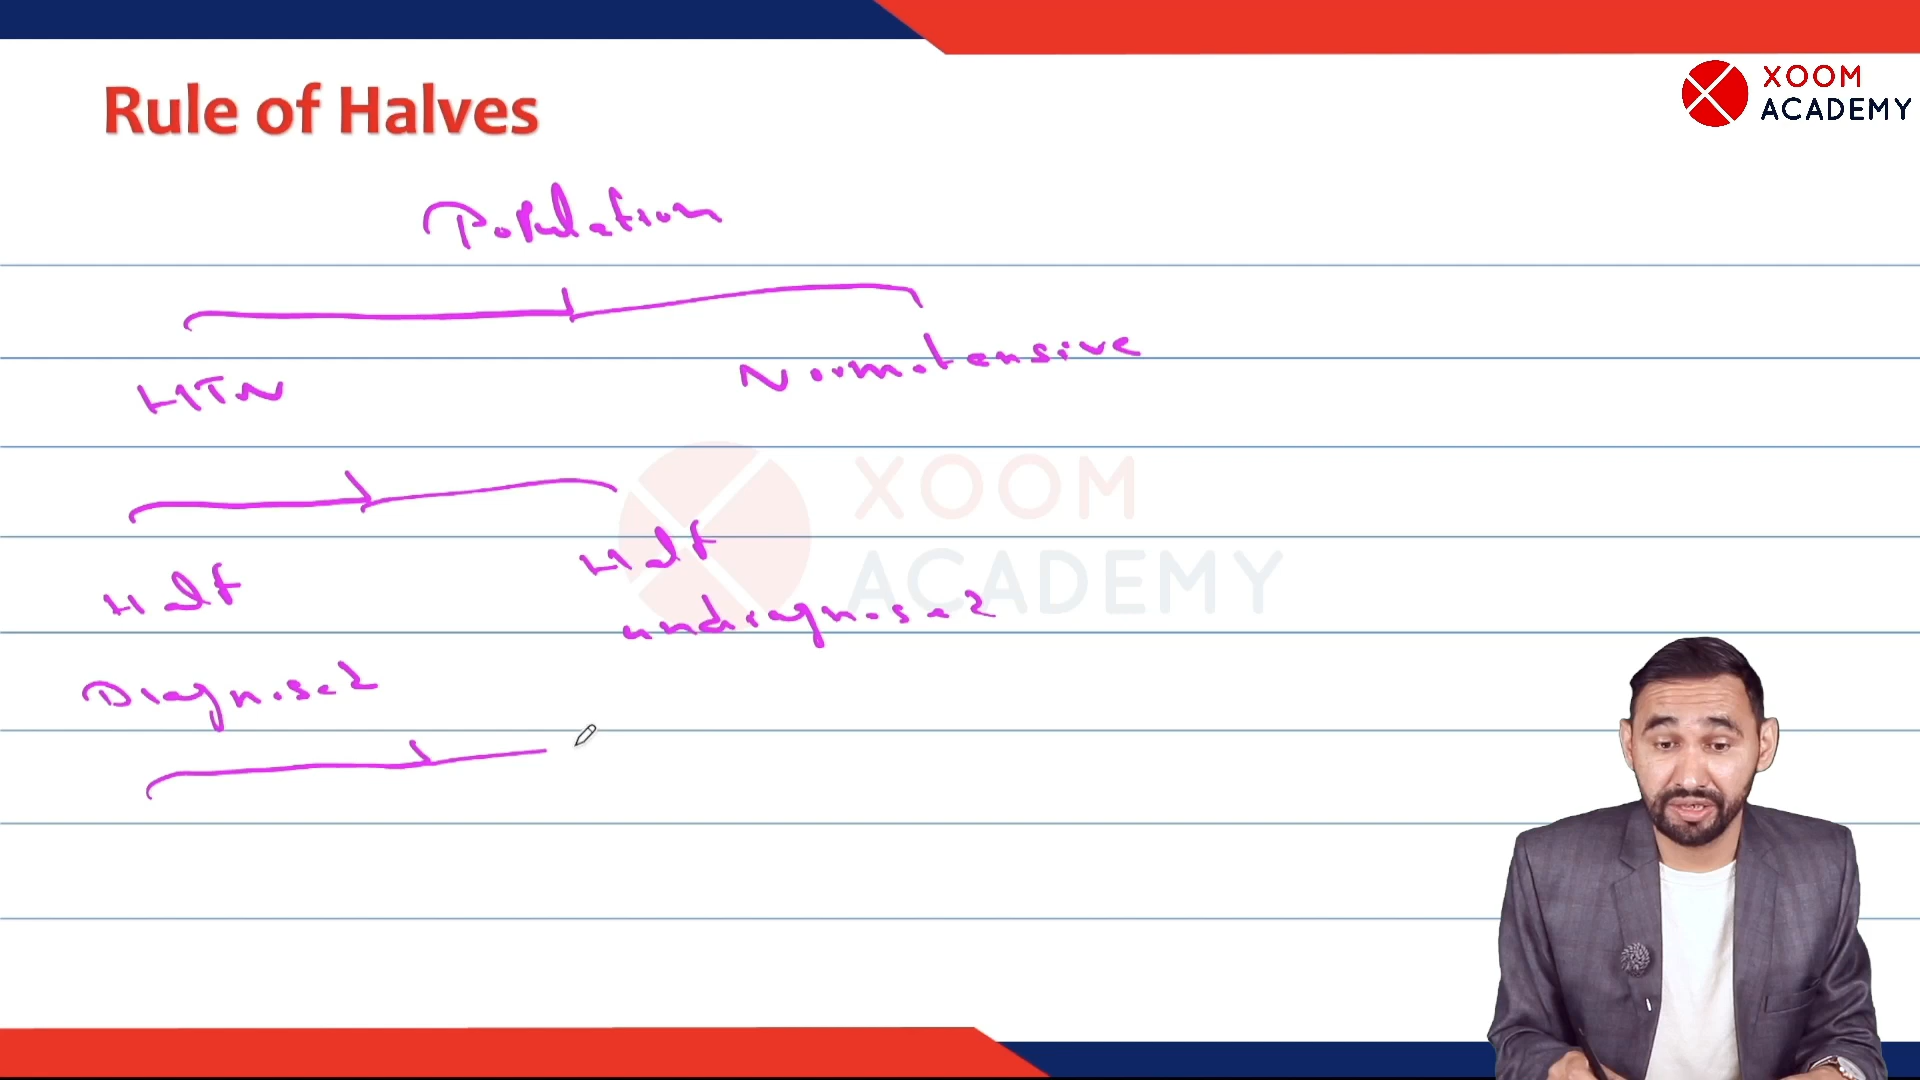 XOOM
ACADEMY
Rule of Halves
Population
HTN
Normotensive
XOOM
ACADEMY
Half
Half
undiagnosed
Diagnosed